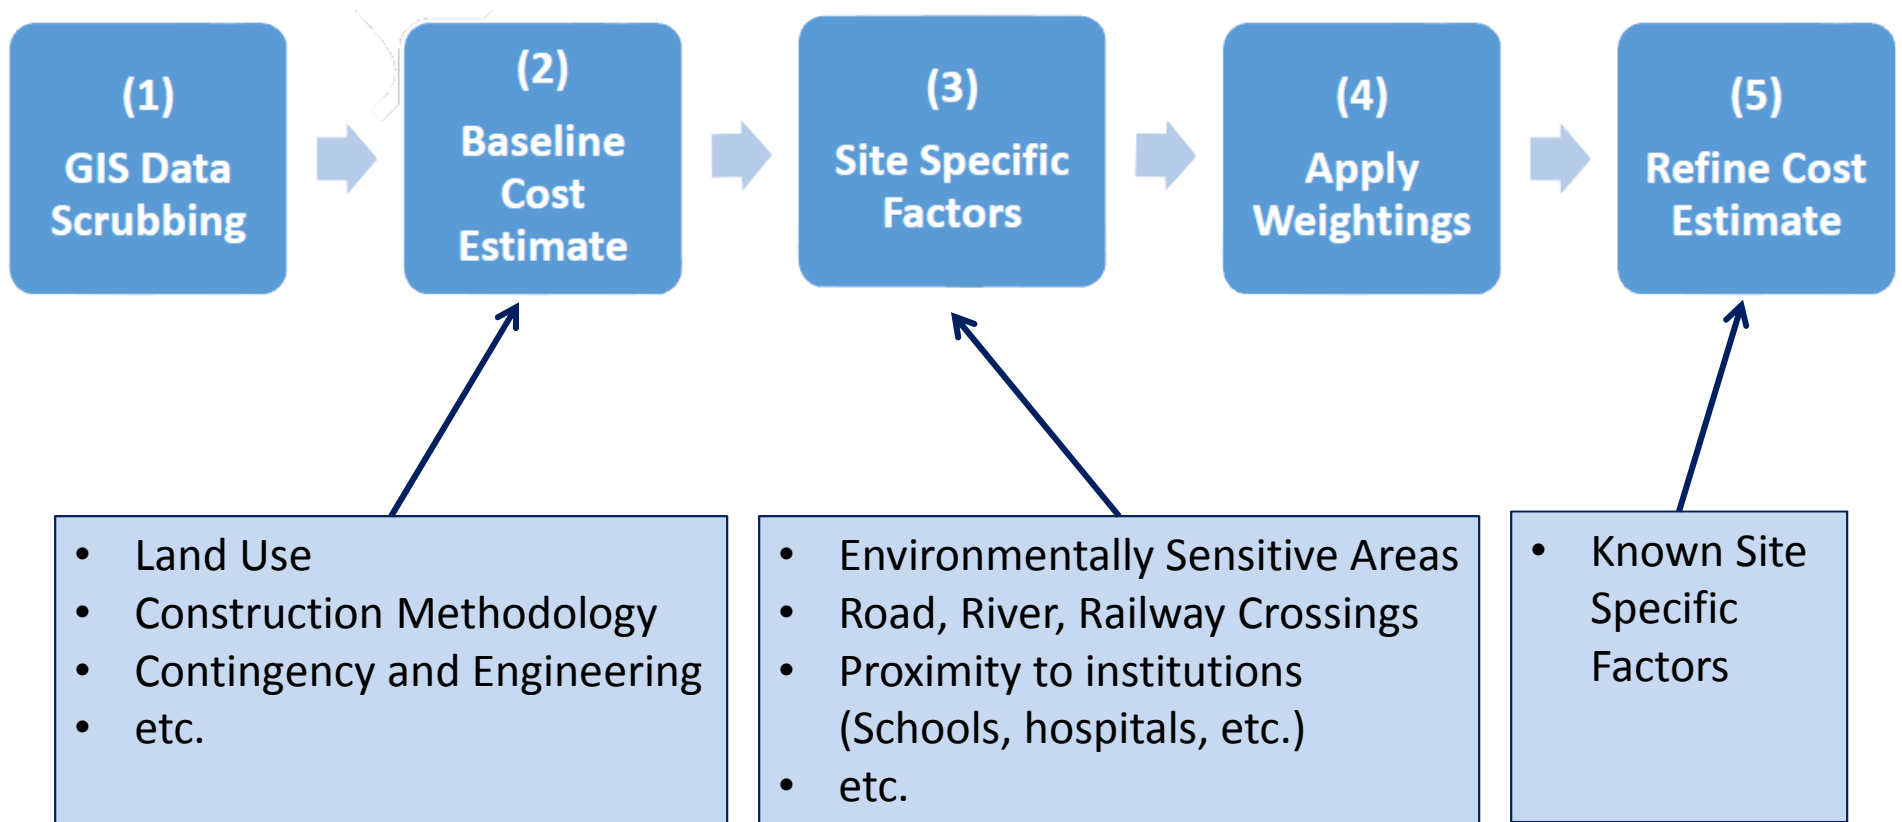 (1)
GIS Data
Scrubbing
(2)
Baseline
Cost
Estimate
(3)
Site Specific
Factors
(4)
Apply
Weightings
(5)
Refine Cost
Estimate
• Land Use
• Construction Methodology
• Contingency and Engineering
• etc.
• Environmentally Sensitive Areas
• Road, River, Railway Crossings
• Proximity to institutions
(Schools, hospitals, etc.)
• etc.
• Known Site
Specific
Factors